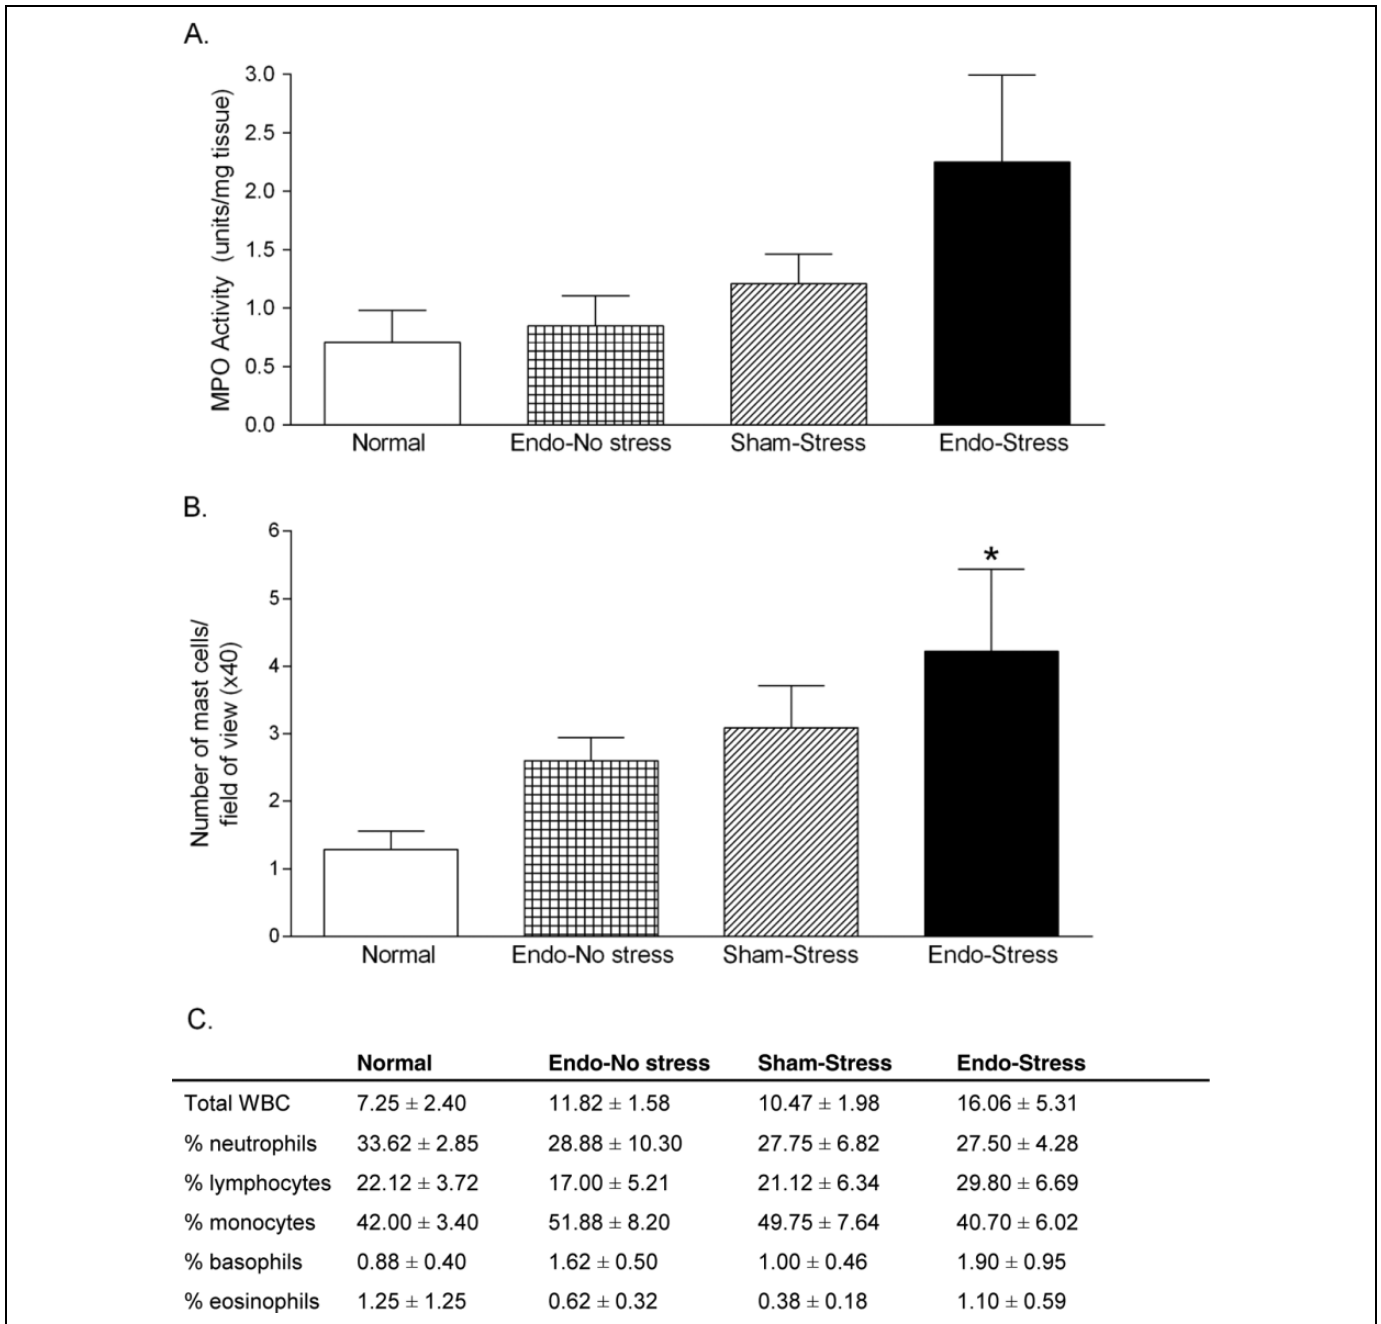 A.
MPO Activity (units/mg tissue)
3.0
2.5
2.0
1.5
1.0
0.5
0.0
Normal Endo-No stress Sham-Stress Endo-Stress
B.
Number of mast cells/
field of view (x40)
6
5
4
3
2
1
0
*
Normal Endo-No stress Sham-Stress Endo-Stress
C.
Normal Endo-No stress Sham-Stress Endo-Stress
Total WBC 7.25 ± 2.40 11.82 ± 1.58 10.47 ± 1.98 16.06 ± 5.31
% neutrophils 33.62 ± 2.85 28.88 ± 10.30 27.75 ± 6.82 27.50 ± 4.28
% lymphocytes 22.12 ± 3.72 17.00 ± 5.21 21.12 ± 6.34 29.80 ± 6.69
% monocytes 42.00 ± 3.40 51.88 ± 8.20 49.75 ± 7.64 40.70 ± 6.02
% basophils 0.88 ± 0.40 1.62 ± 0.50 1.00 ± 0.46 1.90 ± 0.95
% eosinophils 1.25 ± 1.25 0.62 ± 0.32 0.38 ± 0.18 1.10 ± 0.59